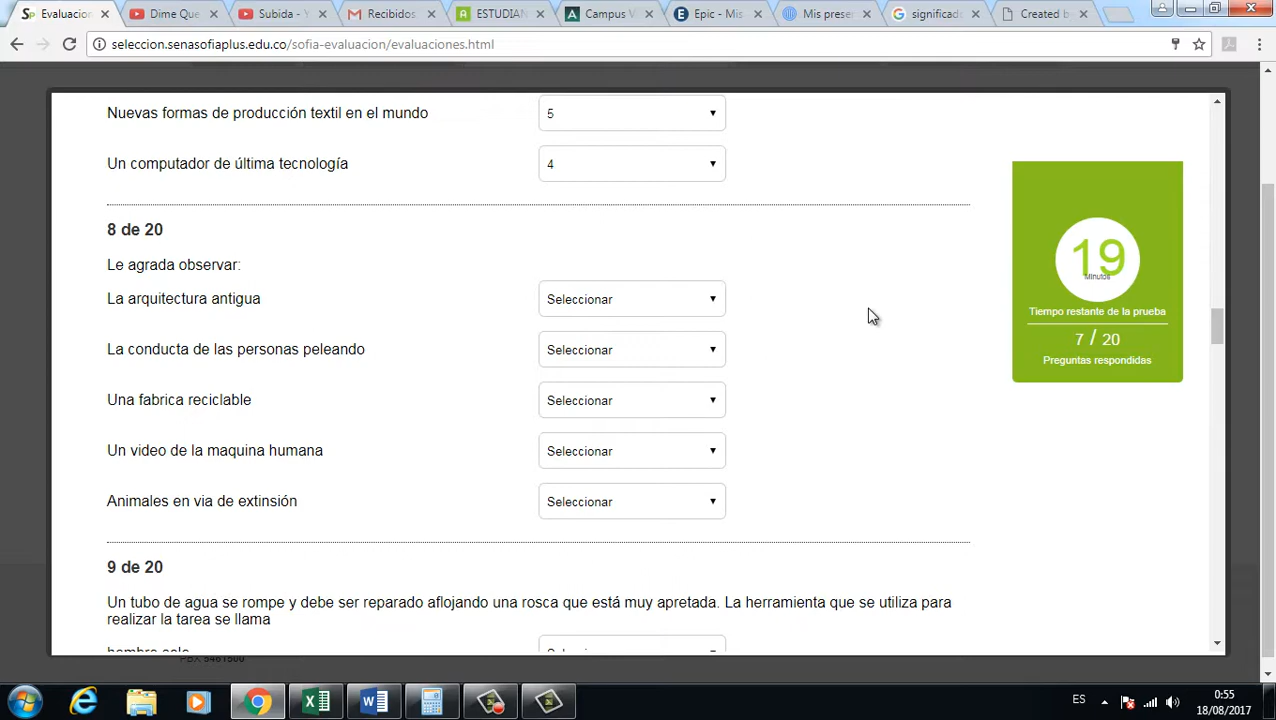 Evaluacion
Dime Que
Subida - Y
Recibidos
ESTUDIAN
Campus V
Epic - Mis
Mis prese
significad
Created by
seleccion.senasofiaplus.edu.co/sofia-evaluacion/evaluaciones.html
Nuevas formas de producción textil en el mundo 5
Un computador de última tecnología 4
8 de 20
Le agrada observar:
La arquitectura antigua Seleccionar
La conducta de las personas peleando Seleccionar
Una fabrica reciclable Seleccionar
Un video de la maquina humana Seleccionar
Animales en via de extinsión Seleccionar
19
Minutos
Tiempo restante de la prueba
7 / 20
Preguntas respondidas
9 de 20
Un tubo de agua se rompe y debe ser reparado aflojando una rosca que está muy apretada. La herramienta que se utiliza para
realizar la tarea se llama
ES
0:55
18/08/2017